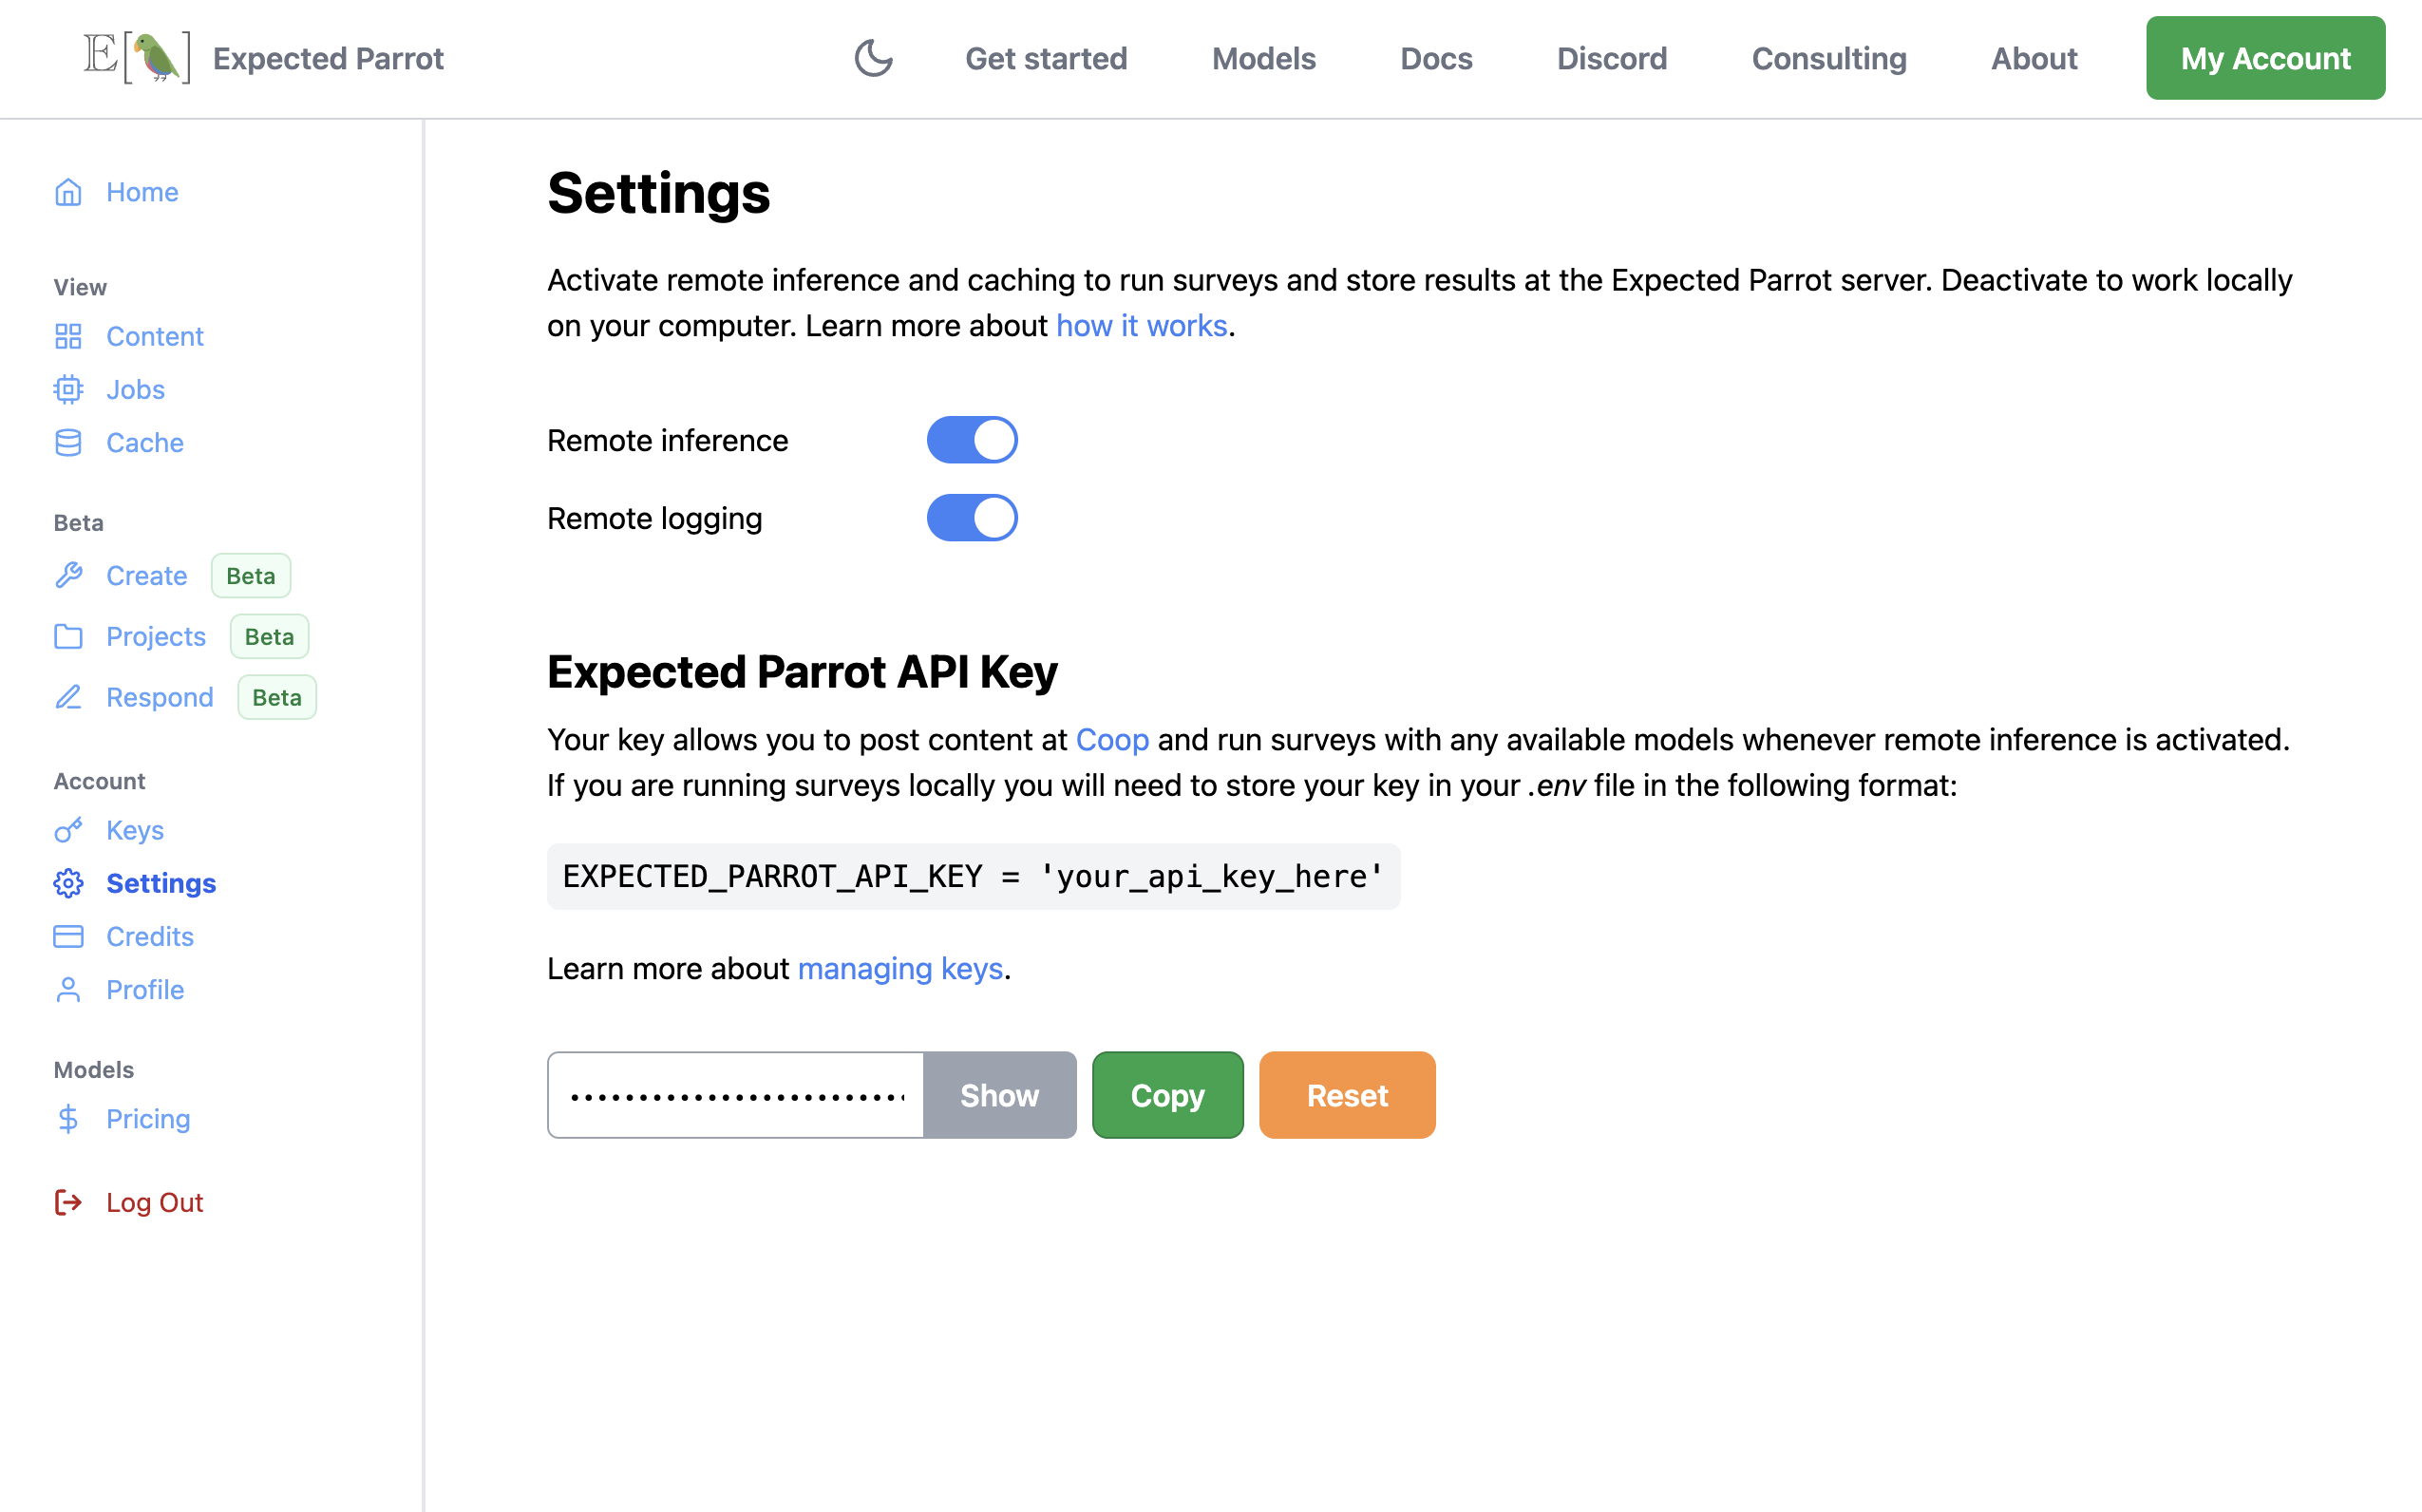 E[] Expected Parrot
Get started
Models
Docs
Discord
Consulting
About
My Account
Home
View
Content
Jobs
Cache
Beta
Create Beta
Projects Beta
Respond Beta
Account
Keys
Settings
Credits
Profile
Models
Pricing
Log Out
Settings
Activate remote inference and caching to run surveys and store results at the Expected Parrot server. Deactivate to work locally
on your computer. Learn more about how it works.
Remote inference
Remote logging
Expected Parrot API Key
Your key allows you to post content at Coop and run surveys with any available models whenever remote inference is activated.
If you are running surveys locally you will need to store your key in your .env file in the following format:
EXPECTED_PARROT_API_KEY = 'your_api_key_here'
Learn more about managing keys.
Show
Copy
Reset